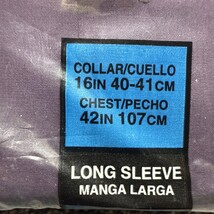 COLLAR/CUELLO
16IN 40-41CM
CHEST/PECHO
42IN 107CM
LONG SLEEVE
MANGA LARGA